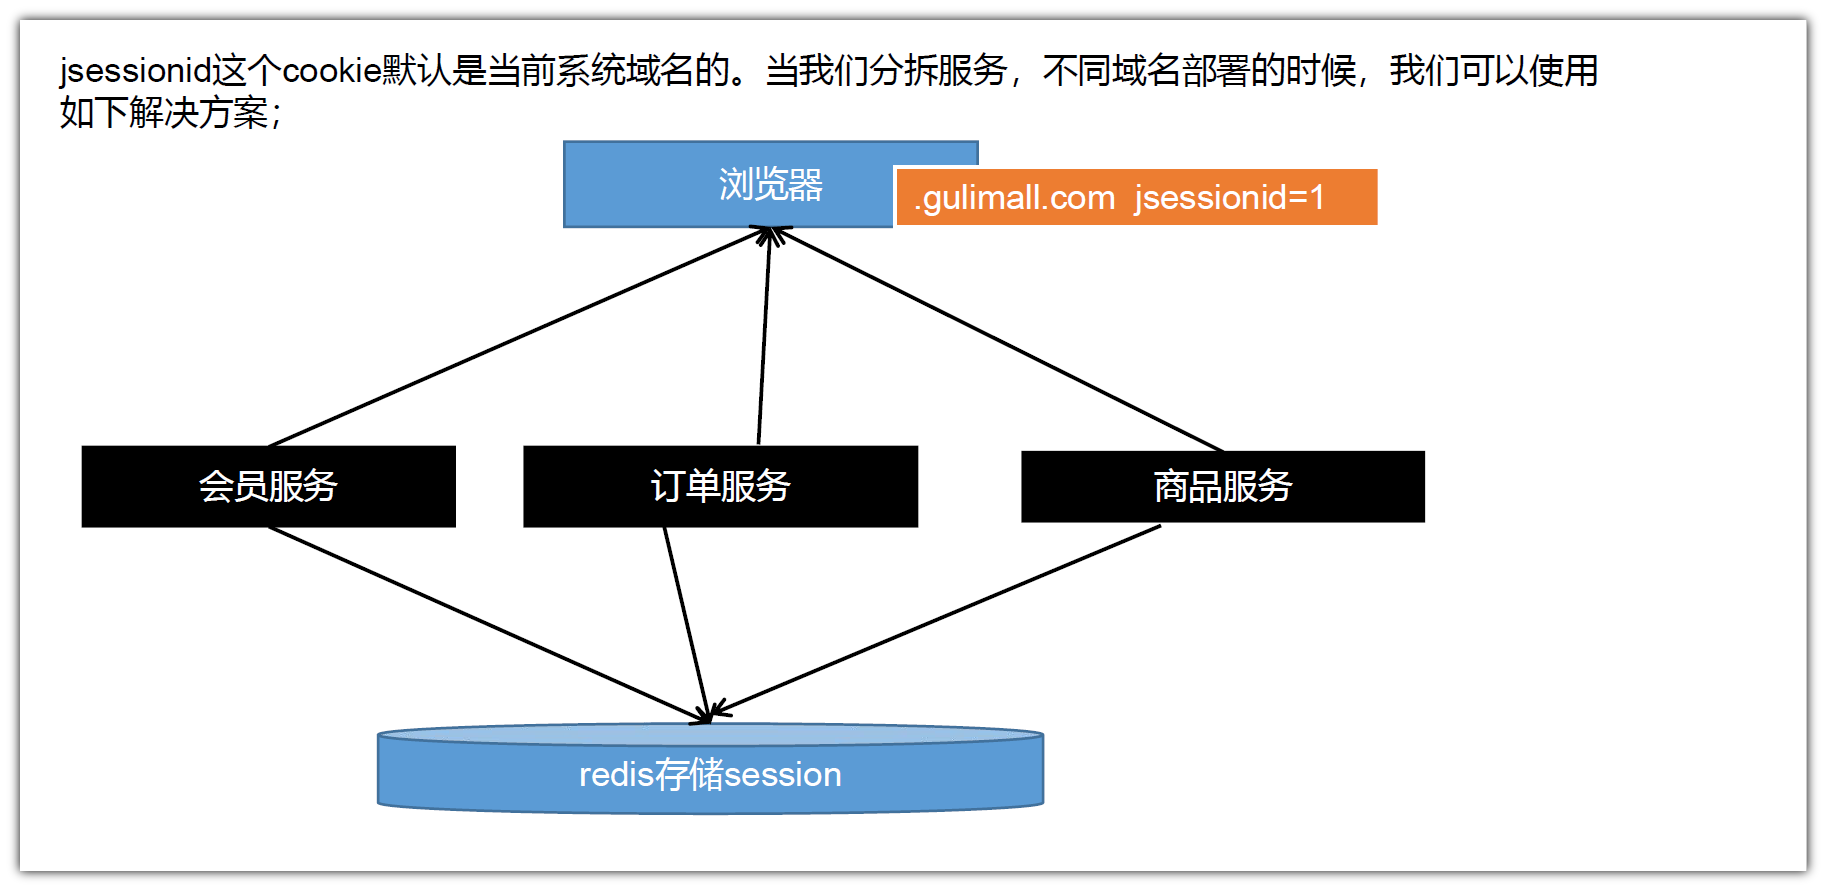 jsessionid这个cookie默认是当前系统域名的。当我们分拆服务，不同域名部署的时候，我们可以使用
如下解决方案；
浏览器
.gulimall.com jsessionid=1
会员服务
订单服务
商品服务
redis存储session